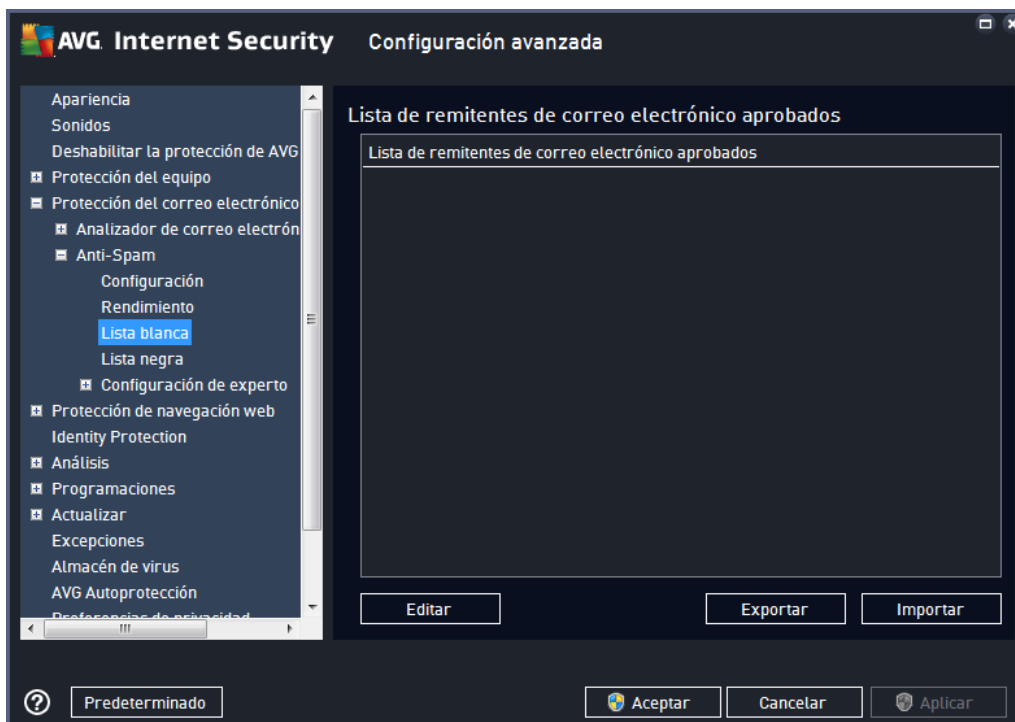 AVG. Internet Security Configuración avanzada
Apariencia
Sonidos
Deshabilitar la protección de AVG
Protección del equipo
Protección del correo electrónico
Analizador de correo electrón
Anti-Spam
Configuración
Rendimiento
Lista blanca
Lista negra
Configuración de experto
Protección de navegación web
Identity Protection
Análisis
Programaciones
Actualizar
Excepciones
Almacén de virus
AVG Autoprotección
Preferencias de privacidad
Lista de remitentes de correo electrónico aprobados
Lista de remitentes de correo electrónico aprobados
Editar
Exportar
Importar
?
Predeterminado
Aceptar
Cancelar
Aplicar